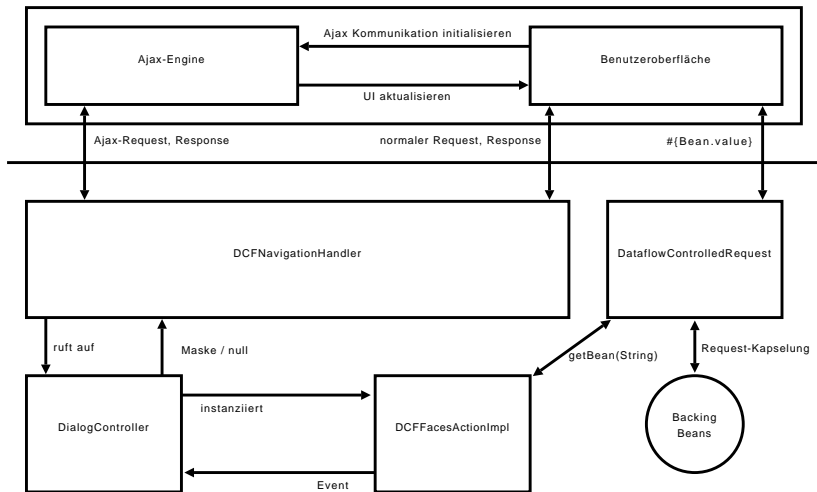 Ajax Kommunikation initialisieren
Ajax-Engine
Benutzeroberfläche
UI aktualisieren
Ajax-Request, Response
normaler Request, Response
#{Bean.value}
DCFNavigationHandler
DataflowControlledRequest
ruft auf
Maske / null
getBean(String)
Request-Kapselung
instanziiert
DialogController
DCFFacesActionImpl
Backing
Beans
Event